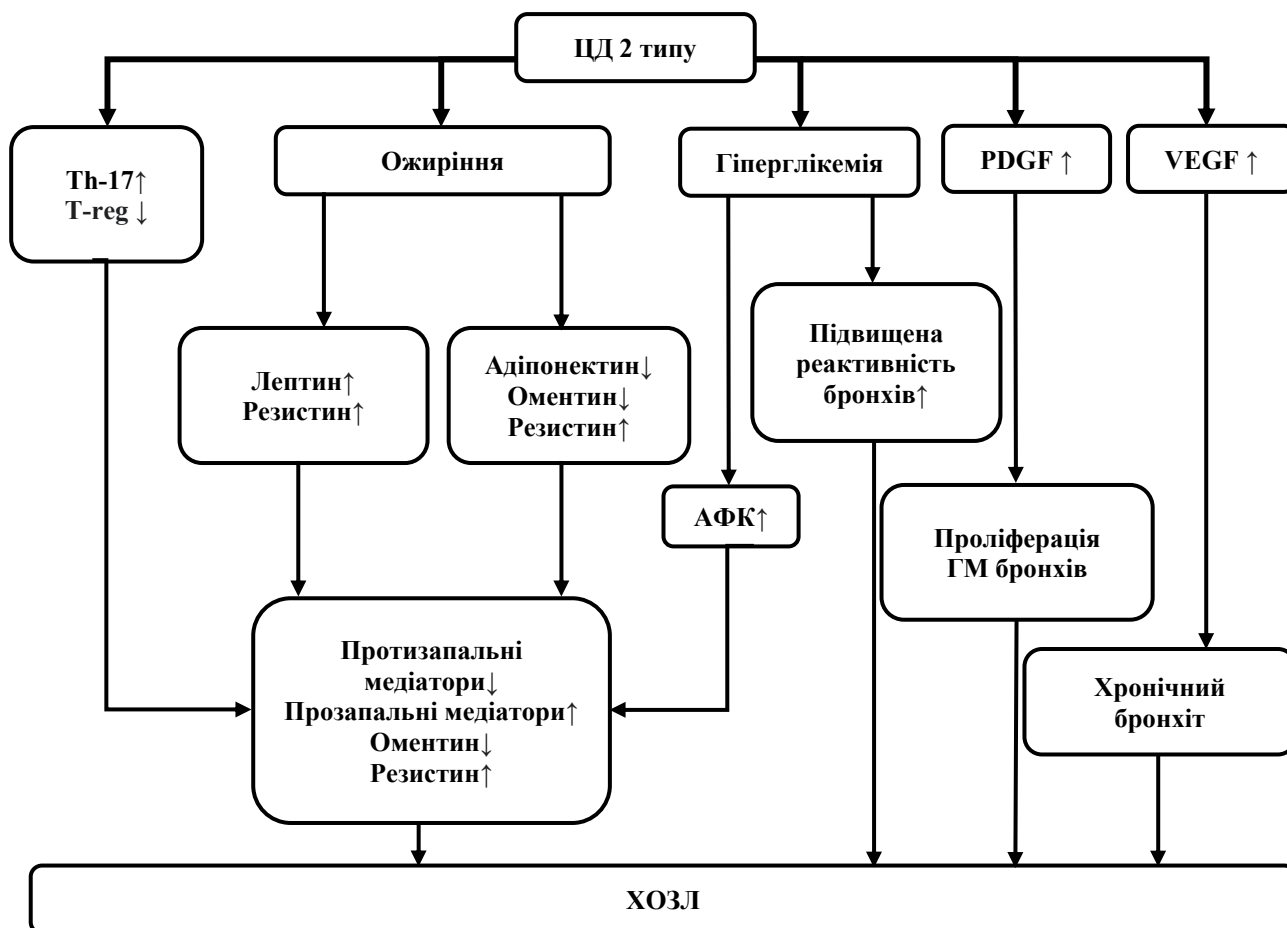 ЦД 2 типу
Th-17↑
T-reg ↓
Ожиріння
Гіперглікемія
PDGF ↑
VEGF ↑
Лептин↑
Резистин↑
Адіпонектин↓
Оментин↓
Резистин↑
Підвищена
реактивність
бронхів↑
АФК↑
Проліферація
ГМ бронхів
Протизапальні
медіатори↓
Прозапальні медіатори↑
Оментин↓
Резистин↑
Хронічний
бронхіт
ХОЗЛ